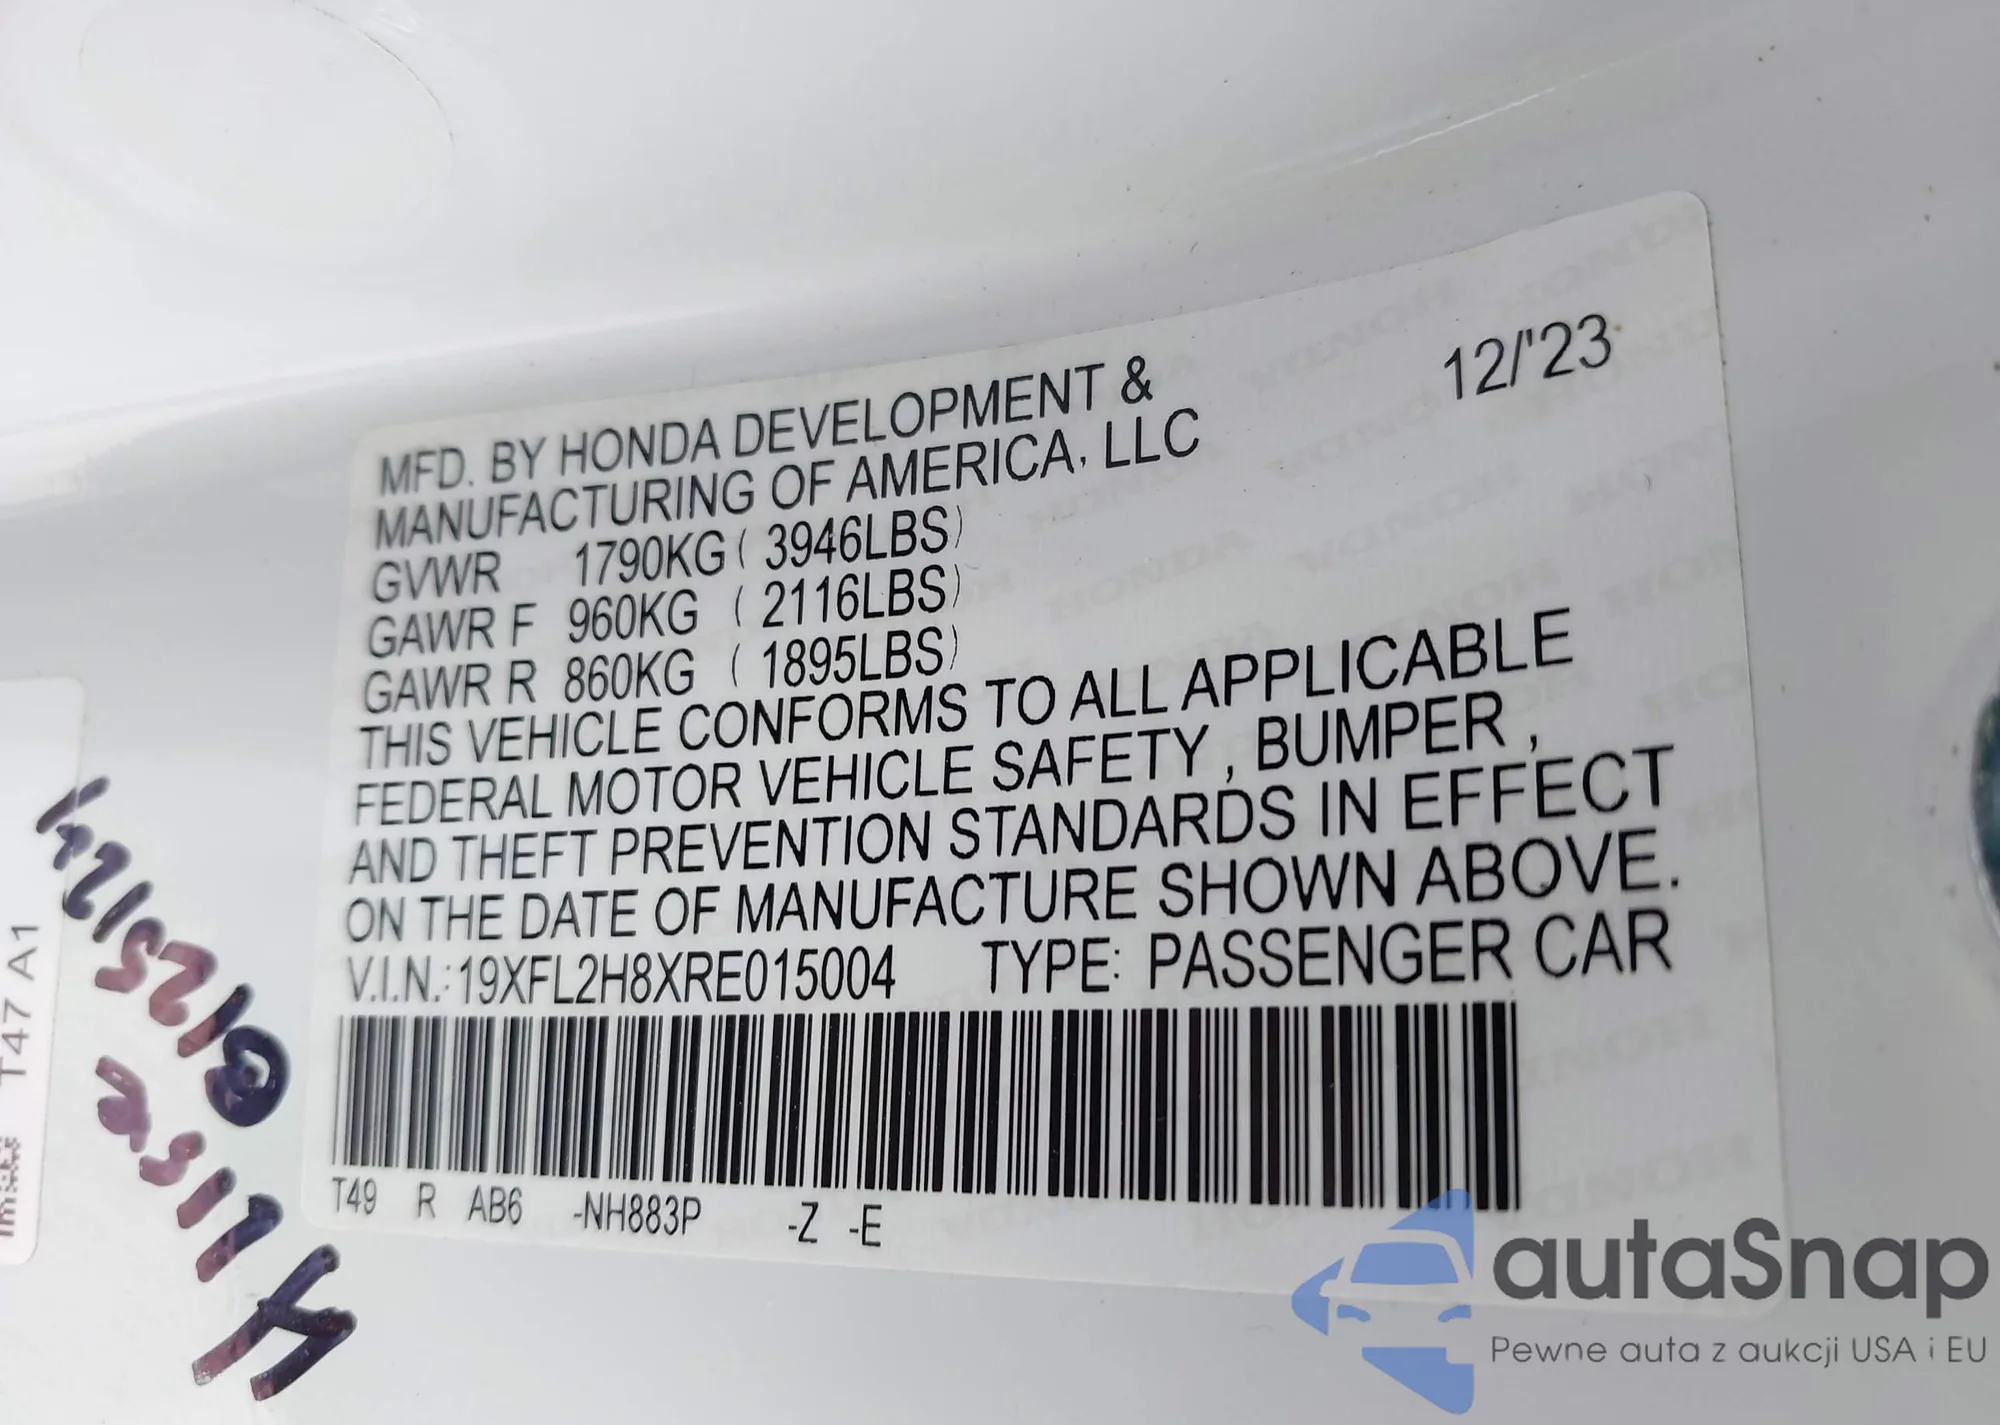 MFD. BY HONDA DEVELOPMENT &
MANUFACTURING OF AMERICA, LLC
12/'23
GVWR 1790KG ( 3946LBS)
GAWR F 960KG ( 2116LBS)
GAWR R 860KG ( 1895LBS)
THIS VEHICLE CONFORMS TO ALL APPLICABLE
FEDERAL MOTOR VEHICLE SAFETY , BUMPER ,
AND THEFT PREVENTION STANDARDS IN EFFECT
ON THE DATE OF MANUFACTURE SHOWN ABOVE.
V.I.N.: 19XFL2H8XRE015004 TYPE: PASSENGER CAR
T49 R AB6 -NH883P -Z -E
T47 A1
autaSnap
Pewne auta z aukcji USA i EU